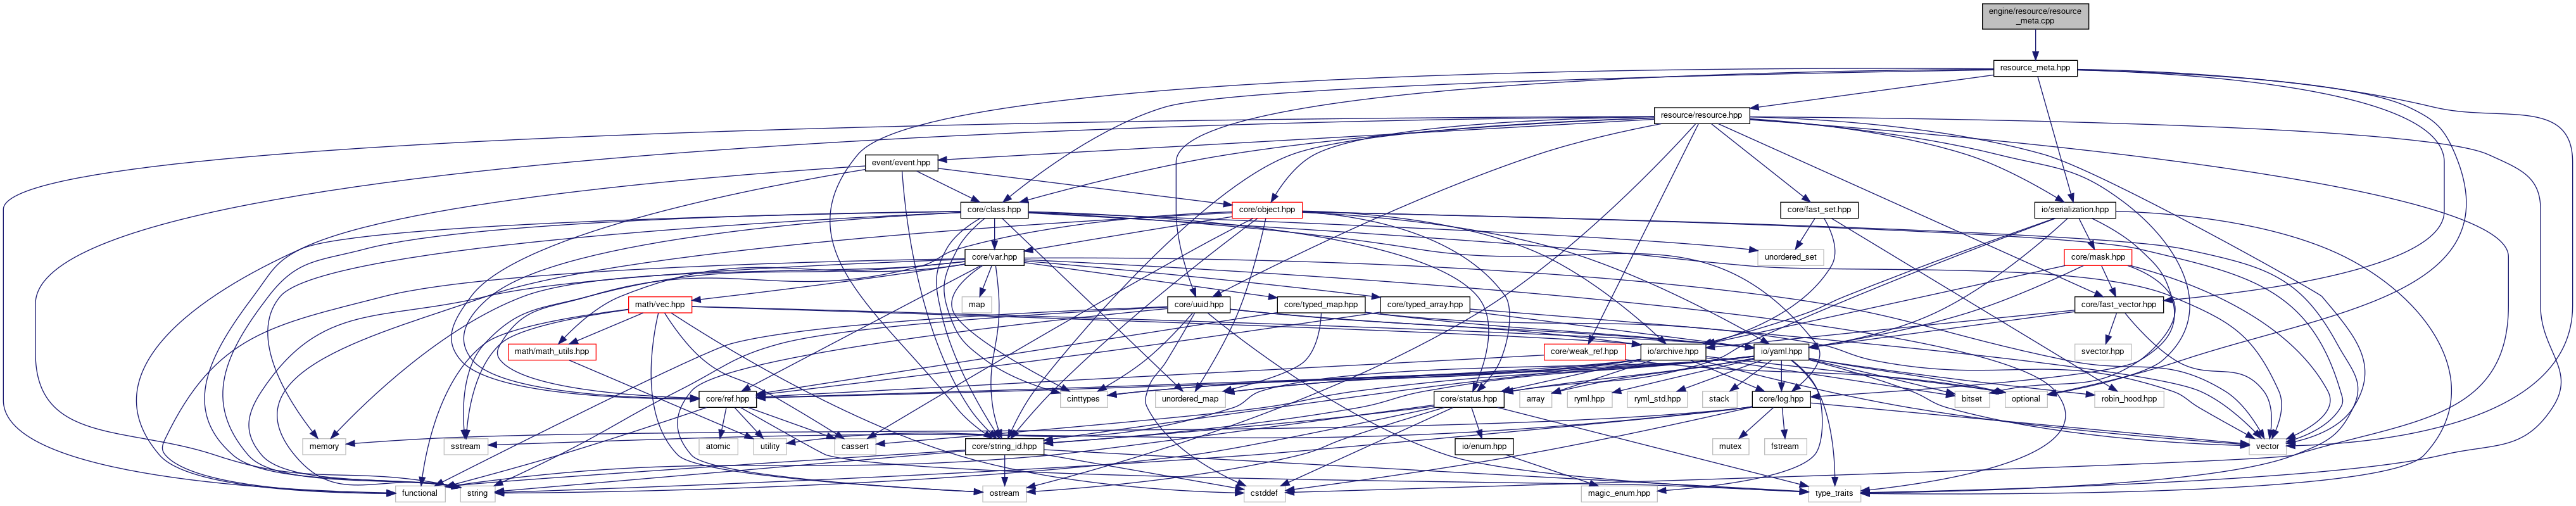 engine/resource/resource
_meta.cpp
resource_meta.hpp
resource/resource.hpp
event/event.hpp
core/class.hpp
core/object.hpp
core/fast_set.hpp
io/serialization.hpp
core/var.hpp
unordered_set
core/mask.hpp
math/vec.hpp
map
core/uuid.hpp
core/typed_map.hpp
core/typed_array.hpp
core/fast_vector.hpp
math/math_utils.hpp
core/weak_ref.hpp
io/archive.hpp
io/yaml.hpp
svector.hpp
core/ref.hpp
cinttypes
unordered_map
core/status.hpp
array
ryml.hpp
ryml_std.hpp
stack
core/log.hpp
bitset
optional
robin_hood.hpp
memory
sstream
atomic
utility
cassert
core/string_id.hpp
io/enum.hpp
mutex
fstream
vector
functional
string
ostream
cstddef
magic_enum.hpp
type_traits